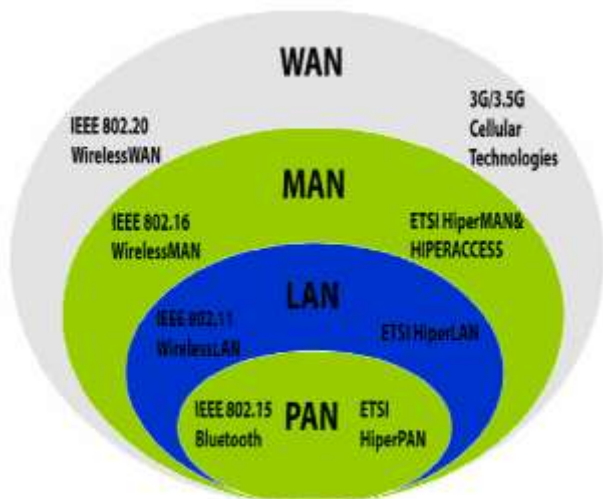 WAN
IEEE 802.20
WirelessWAN
3G/3.5G
Cellular
Technologies
MAN
IEEE 802.16
WirelessMAN
ETSI HiperMAN&
HIPERACCESS
LAN
IEEE 802.11
WirelessLAN
ETSI HiperLAN
PAN
IEEE 802.15
Bluetooth
ETSI
HiperPAN